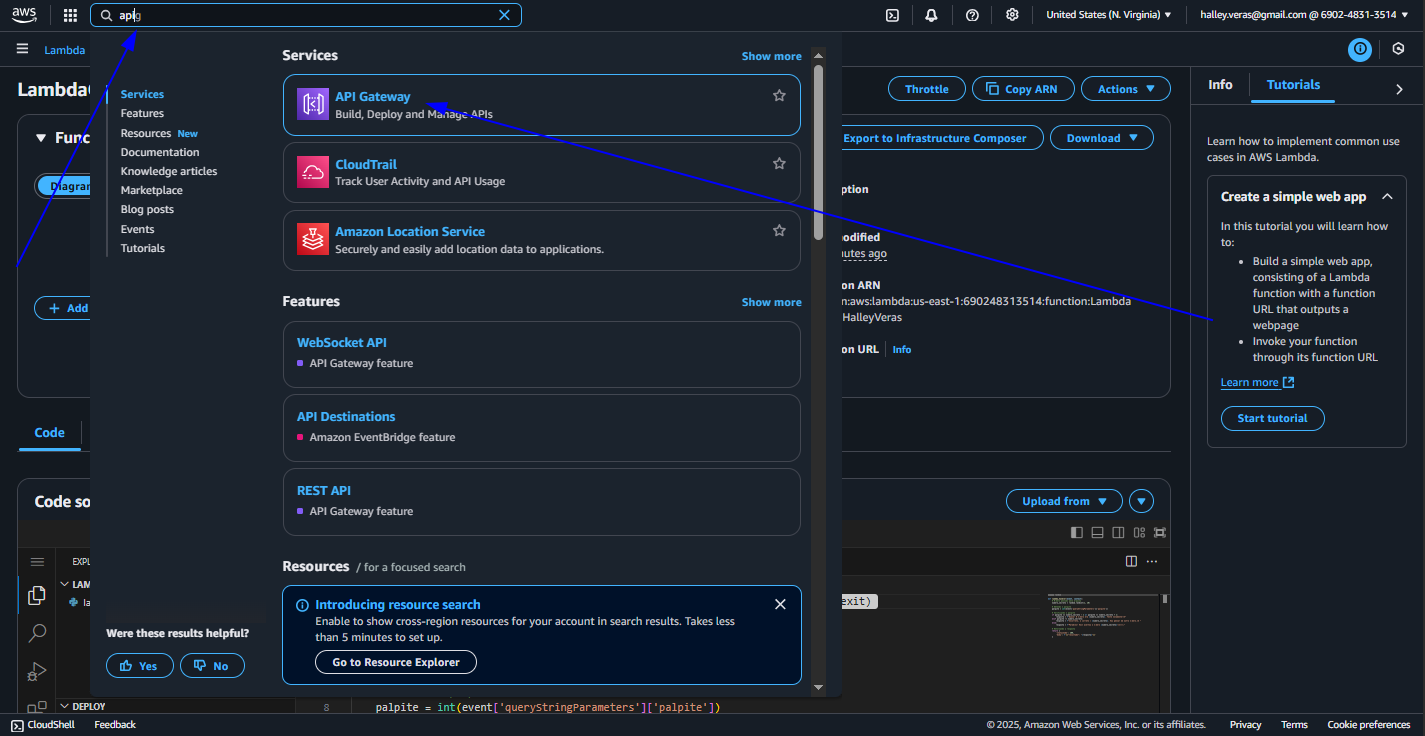 aws
apig
United States (N. Virginia)
halley.veras@gmail.com @ 6902-4831-3514
Lambda
Services
Show more
Services
Features
Resources New
Documentation
Knowledge articles
Marketplace
Blog posts
Events
Tutorials
API Gateway
Build, Deploy and Manage APIs
CloudTrail
Track User Activity and API Usage
Amazon Location Service
Securely and easily add location data to applications.
Features
Show more
WebSocket API
API Gateway feature
API Destinations
Amazon EventBridge feature
REST API
API Gateway feature
Resources / for a focused search
Introducing resource search
Enable to show cross-region resources for your account in search results. Takes less
than 5 minutes to set up.
Go to Resource Explorer
Were these results helpful?
Yes
No
Lambda
Func
Diagran
+ Add
Code
Code so
EXPL
LAM
la
DEPLOY
Throttle
Copy ARN
Actions
Export to Infrastructure Composer
Download
ption
odified
utes ago
on ARN
n:aws:lambda:us-east-1:690248313514:function:Lambda
HalleyVeras
on URL
Info
Upload from
exit)
8 palpite = int(event['queryStringParameters']['palpite'])
Info
Tutorials
Learn how to implement common use
cases in AWS Lambda.
Create a simple web app
In this tutorial you will learn how
to:
• Build a simple web app,
consisting of a Lambda
function with a function
URL that outputs a
webpage
• Invoke your function
through its function URL
Learn more
Start tutorial
CloudShell
Feedback
© 2025, Amazon Web Services, Inc. or its affiliates.
Privacy
Terms
Cookie preferences